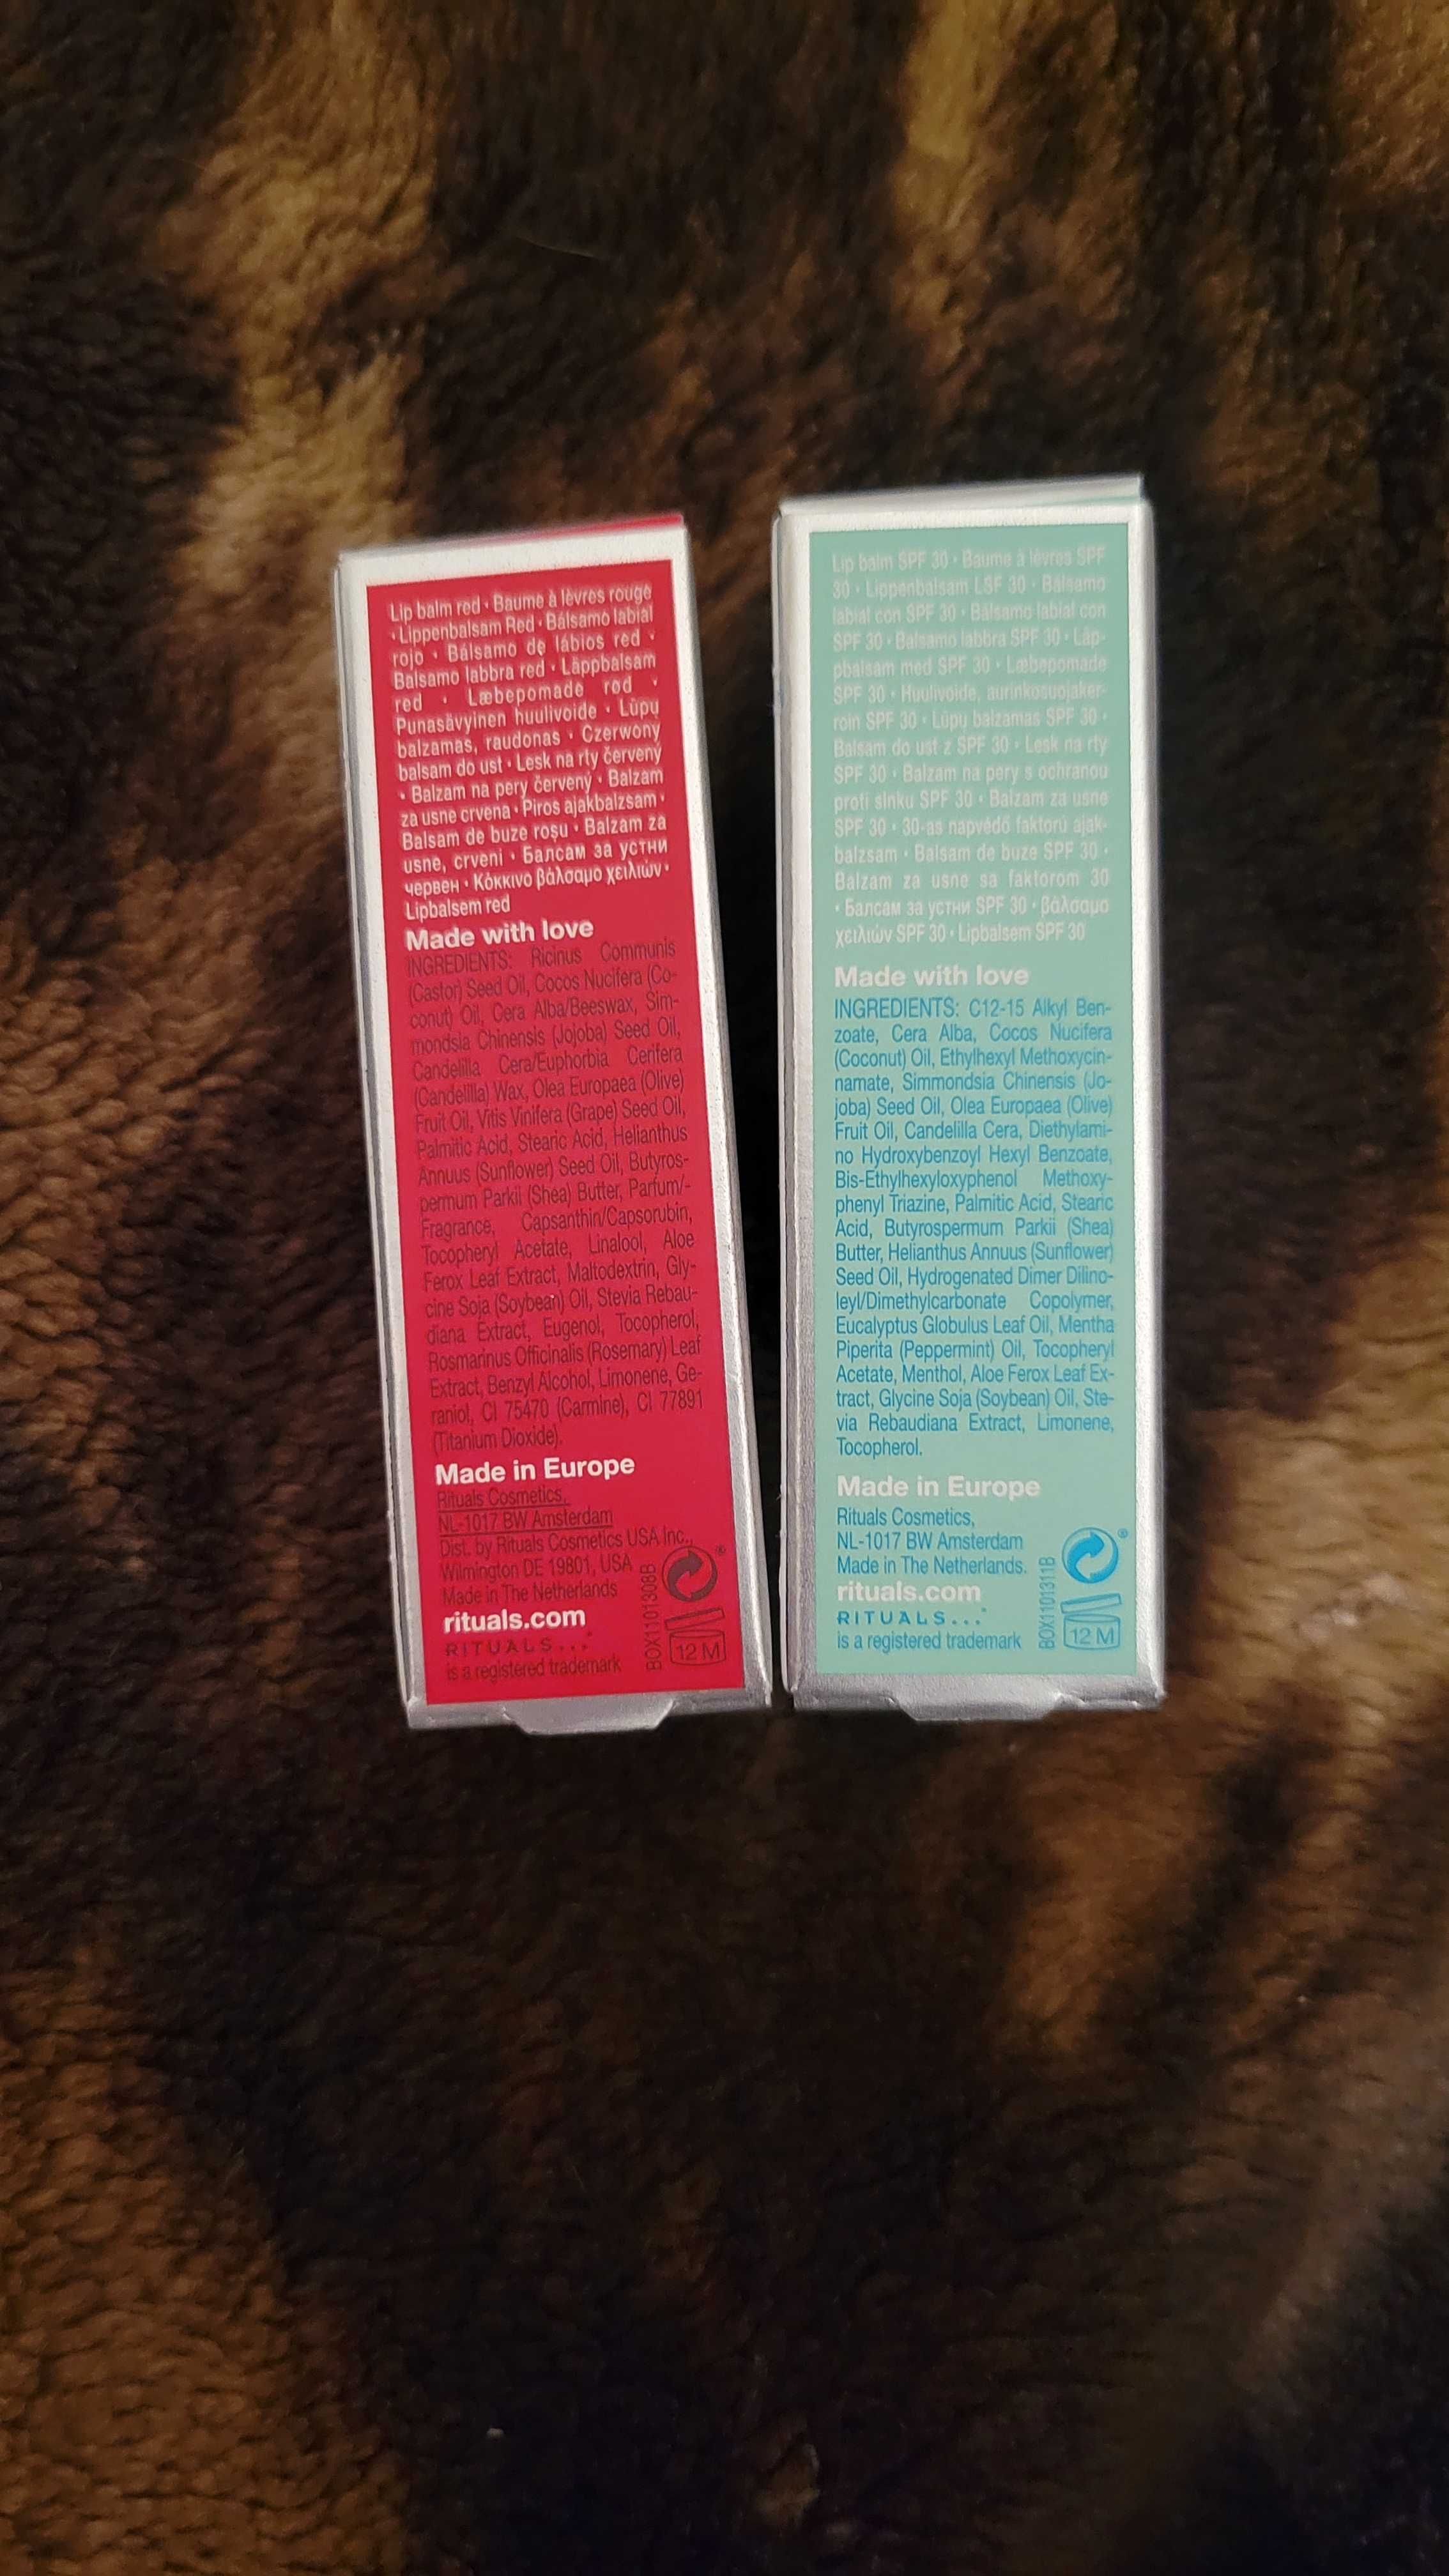 Lip balm red • Baume à lèvres rouge
• Lippenbalsam Red • Bálsamo labial
rojo • Bálsamo de lábios red •
Balsamo labbra red • Läppbalsam
red • Læbepomade rød •
Punasävyinen huulivoide • Lūpų
balzamas, raudonas • Czerwony
balsam do ust • Lesk na rty červený
• Balzam na pery červený • Balzam
za usne crvena • Piros ajakbalzsam •
Balsam de buze roșu • Balzam za
usne, crveni • Балсам за устни
червен • Κόκκινο βάλσαμο χειλιών •
Lipbalsem red
Made with love
INGREDIENTS: Ricinus Communis
(Castor) Seed Oil, Cocos Nucifera (Co-
conut) Oil, Cera Alba/Beeswax, Sim-
mondsia Chinensis (Jojoba) Seed Oil,
Candelilla Cera/Euphorbia Cerifera
(Candelilla) Wax, Olea Europaea (Olive)
Fruit Oil, Vitis Vinifera (Grape) Seed Oil,
Palmitic Acid, Stearic Acid, Helianthus
Annuus (Sunflower) Seed Oil, Butyros-
permum Parkii (Shea) Butter, Parfum/-
Fragrance, Capsanthin/Capsorubin,
Tocopheryl Acetate, Linalool, Aloe
Ferox Leaf Extract, Maltodextrin, Gly-
cine Soja (Soybean) Oil, Stevia Rebau-
diana Extract, Eugenol, Tocopherol,
Rosmarinus Officinalis (Rosemary) Leaf
Extract, Benzyl Alcohol, Limonene, Ge-
raniol, CI 75470 (Carmine), CI 77891
(Titanium Dioxide).
Made in Europe
Rituals Cosmetics,
NL-1017 BW Amsterdam
Dist. by Rituals Cosmetics USA Inc.,
Wilmington DE 19801, USA
Made in The Netherlands
rituals.com
RITUALS...
is a registered trademark
BOX1101308B
®
12 M
Lip balm SPF 30 • Baume à lèvres SPF
30 • Lippenbalsam LSF 30 • Bálsamo
labial con SPF 30 • Bálsamo labial con
SPF 30 • Balsamo labbra SPF 30 • Läp-
pbalsam med SPF 30 • Læbepomade
SPF 30 • Huulivoide, aurinkosuojaker-
roin SPF 30 • Lūpų balzamas SPF 30 •
Balsam do ust z SPF 30 • Lesk na rty
SPF 30 • Balzam na pery s ochranou
proti slnku SPF 30 • Balzam za usne
SPF 30 • 30-as napvédő faktorú ajak-
balzsam • Balsam de buze SPF 30 •
Balzam za usne sa faktorom 30
• Балсам за устни SPF 30 • βάλσαμο
χειλιών SPF 30 • Lipbalsem SPF 30
Made with love
INGREDIENTS: C12-15 Alkyl Ben-
zoate, Cera Alba, Cocos Nucifera
(Coconut) Oil, Ethylhexyl Methoxycin-
namate, Simmondsia Chinensis (Jo-
joba) Seed Oil, Olea Europaea (Olive)
Fruit Oil, Candelilla Cera, Diethylami-
no Hydroxybenzoyl Hexyl Benzoate,
Bis-Ethylhexyloxyphenol Methoxy-
phenyl Triazine, Palmitic Acid, Stearic
Acid, Butyrospermum Parkii (Shea)
Butter, Helianthus Annuus (Sunflower)
Seed Oil, Hydrogenated Dimer Dilino-
leyl/Dimethylcarbonate Copolymer,
Eucalyptus Globulus Leaf Oil, Mentha
Piperita (Peppermint) Oil, Tocopheryl
Acetate, Menthol, Aloe Ferox Leaf Ex-
tract, Glycine Soja (Soybean) Oil, Ste-
via Rebaudiana Extract, Limonene,
Tocopherol.
Made in Europe
Rituals Cosmetics,
NL-1017 BW Amsterdam
Made in The Netherlands.
rituals.com
RITUALS...
is a registered trademark
BOX1101311B
®
12 M